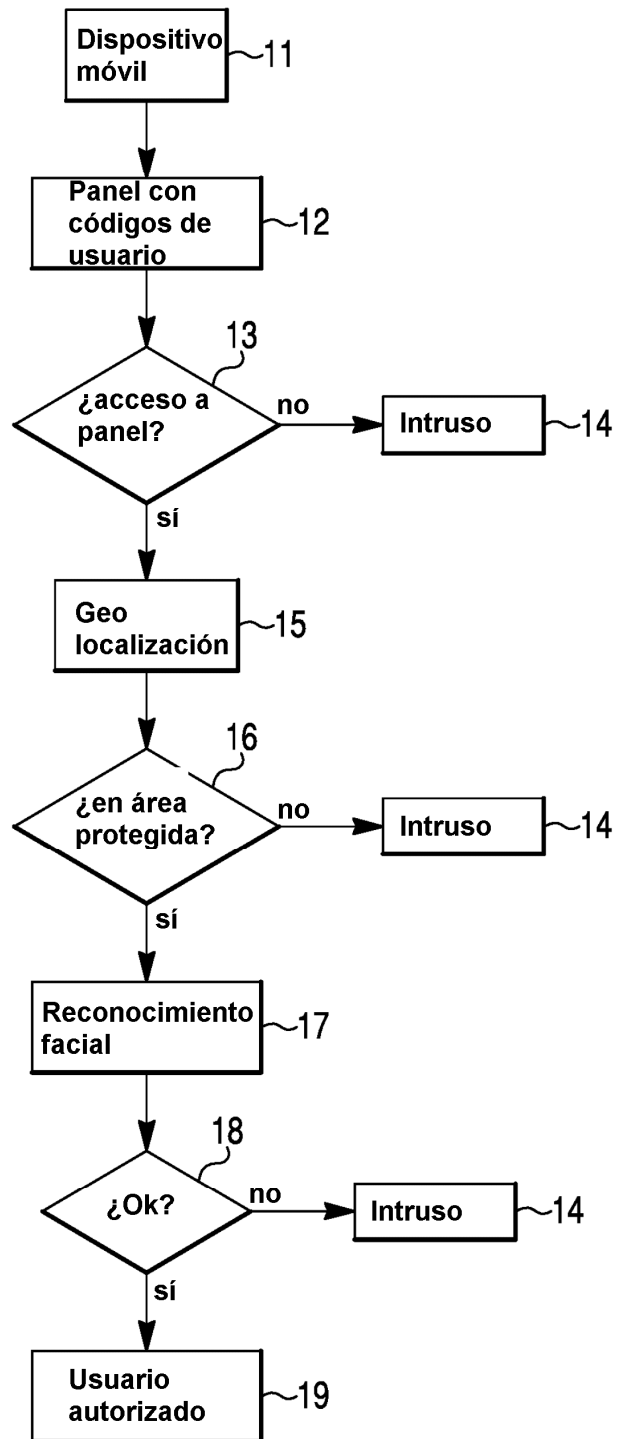 Dispositivo
móvil
11
Panel con
códigos de
usuario
12
13
¿acceso a
panel?
no
Intruso
14
sí
Geo
localización
15
16
¿en área
protegida?
no
Intruso
14
sí
Reconocimiento
facial
17
18
¿Ok?
no
Intruso
14
sí
Usuario
autorizado
19